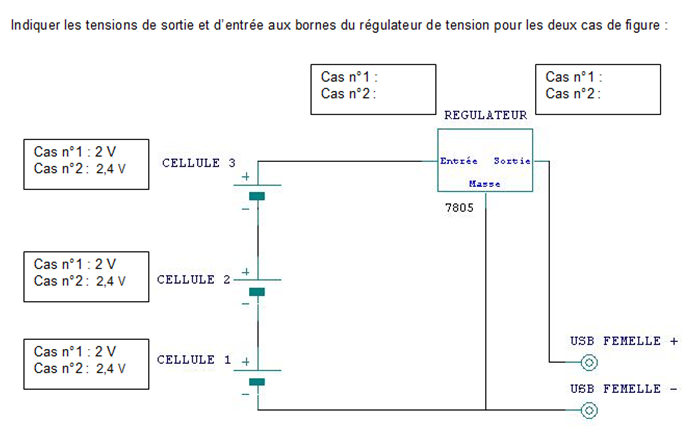 Indiquer les tensions de sortie et d'entrée aux bornes du régulateur de tension pour les deux cas de figure :
Cas n°1 :
Cas n°2 :
Cas n°1 :
Cas n°2 :
REGULATEUR
Cas n°1 : 2 V
Cas n°2 : 2,4 V
CELLULE 3
+
-
Entrée
Sortie
Masse
7805
Cas n°1 : 2 V
Cas n°2 : 2,4 V
CELLULE 2
+
-
Cas n°1 : 2 V
Cas n°2 : 2,4 V
CELLULE 1
+
-
USB FEMELLE +
USB FEMELLE -